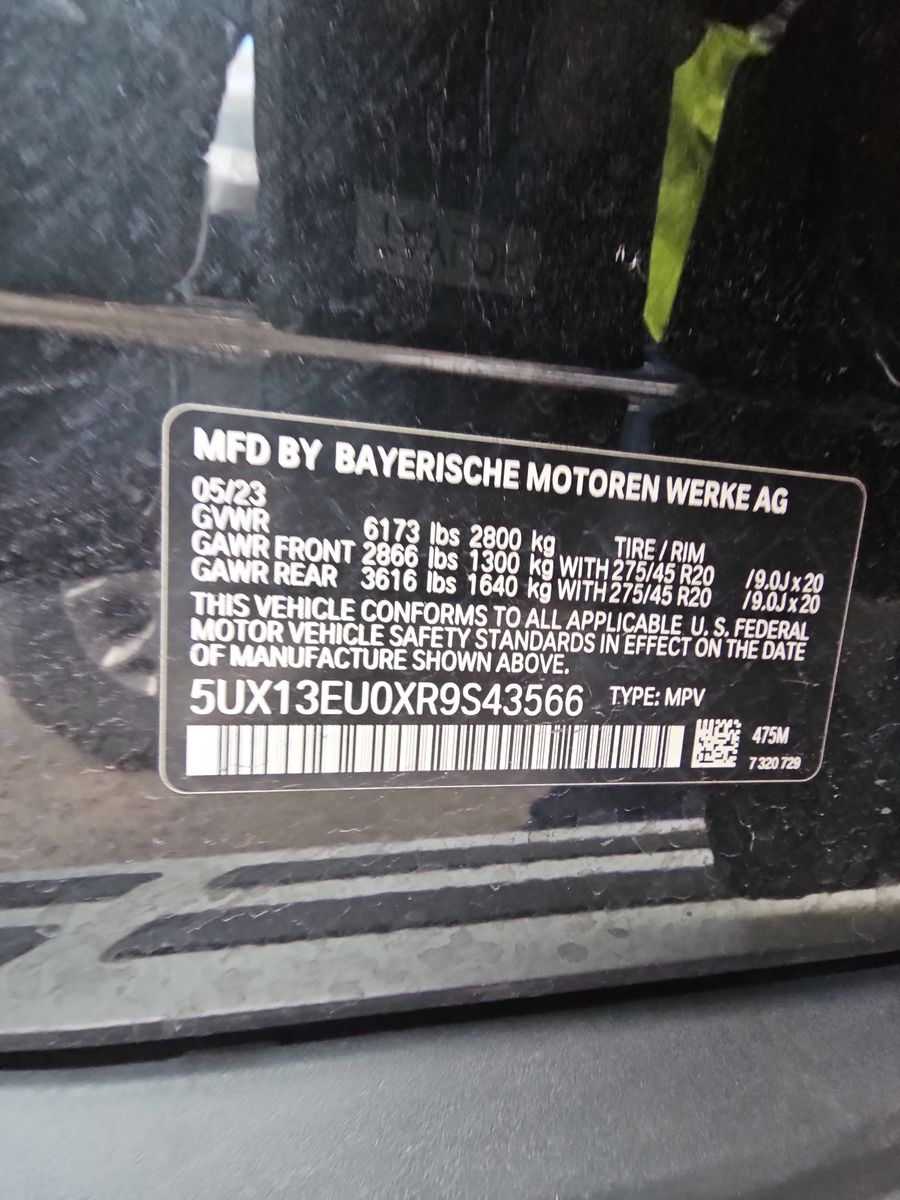 MFD BY BAYERISCHE MOTOREN WERKE AG
05/23
GVWR 6173 lbs 2800 kg TIRE / RIM
GAWR FRONT 2866 lbs 1300 kg WITH 275/45 R20 /9.0J x 20
GAWR REAR 3616 lbs 1640 kg WITH 275/45 R20 /9.0J x 20
THIS VEHICLE CONFORMS TO ALL APPLICABLE U. S. FEDERAL
MOTOR VEHICLE SAFETY STANDARDS IN EFFECT ON THE DATE
OF MANUFACTURE SHOWN ABOVE.
5UX13EU0XR9S43566 TYPE: MPV
475M
7 320 729